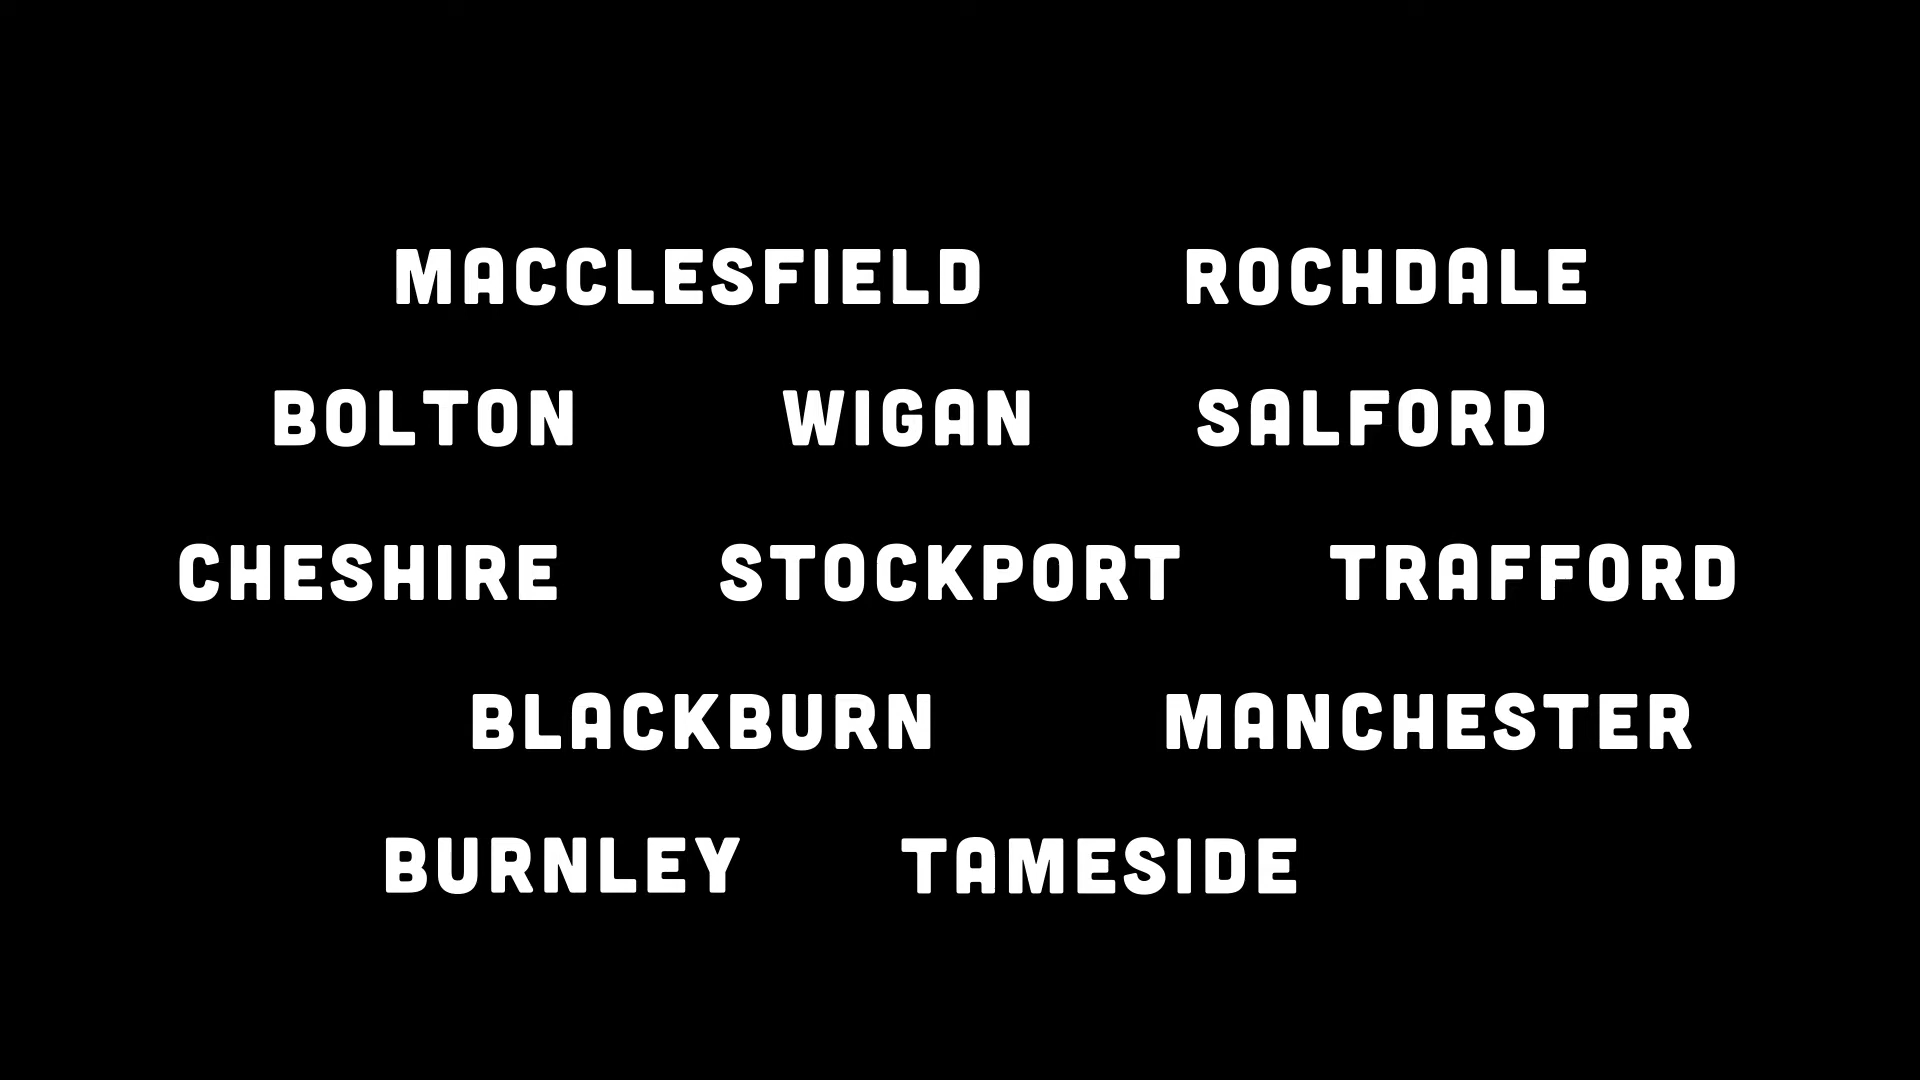 MACCLESFIELD ROCHDALE
BOLTON WIGAN SALFORD
CHESHIRE STOCKPORT TRAFFORD
BLACKBURN MANCHESTER
BURNLEY TAMESIDE